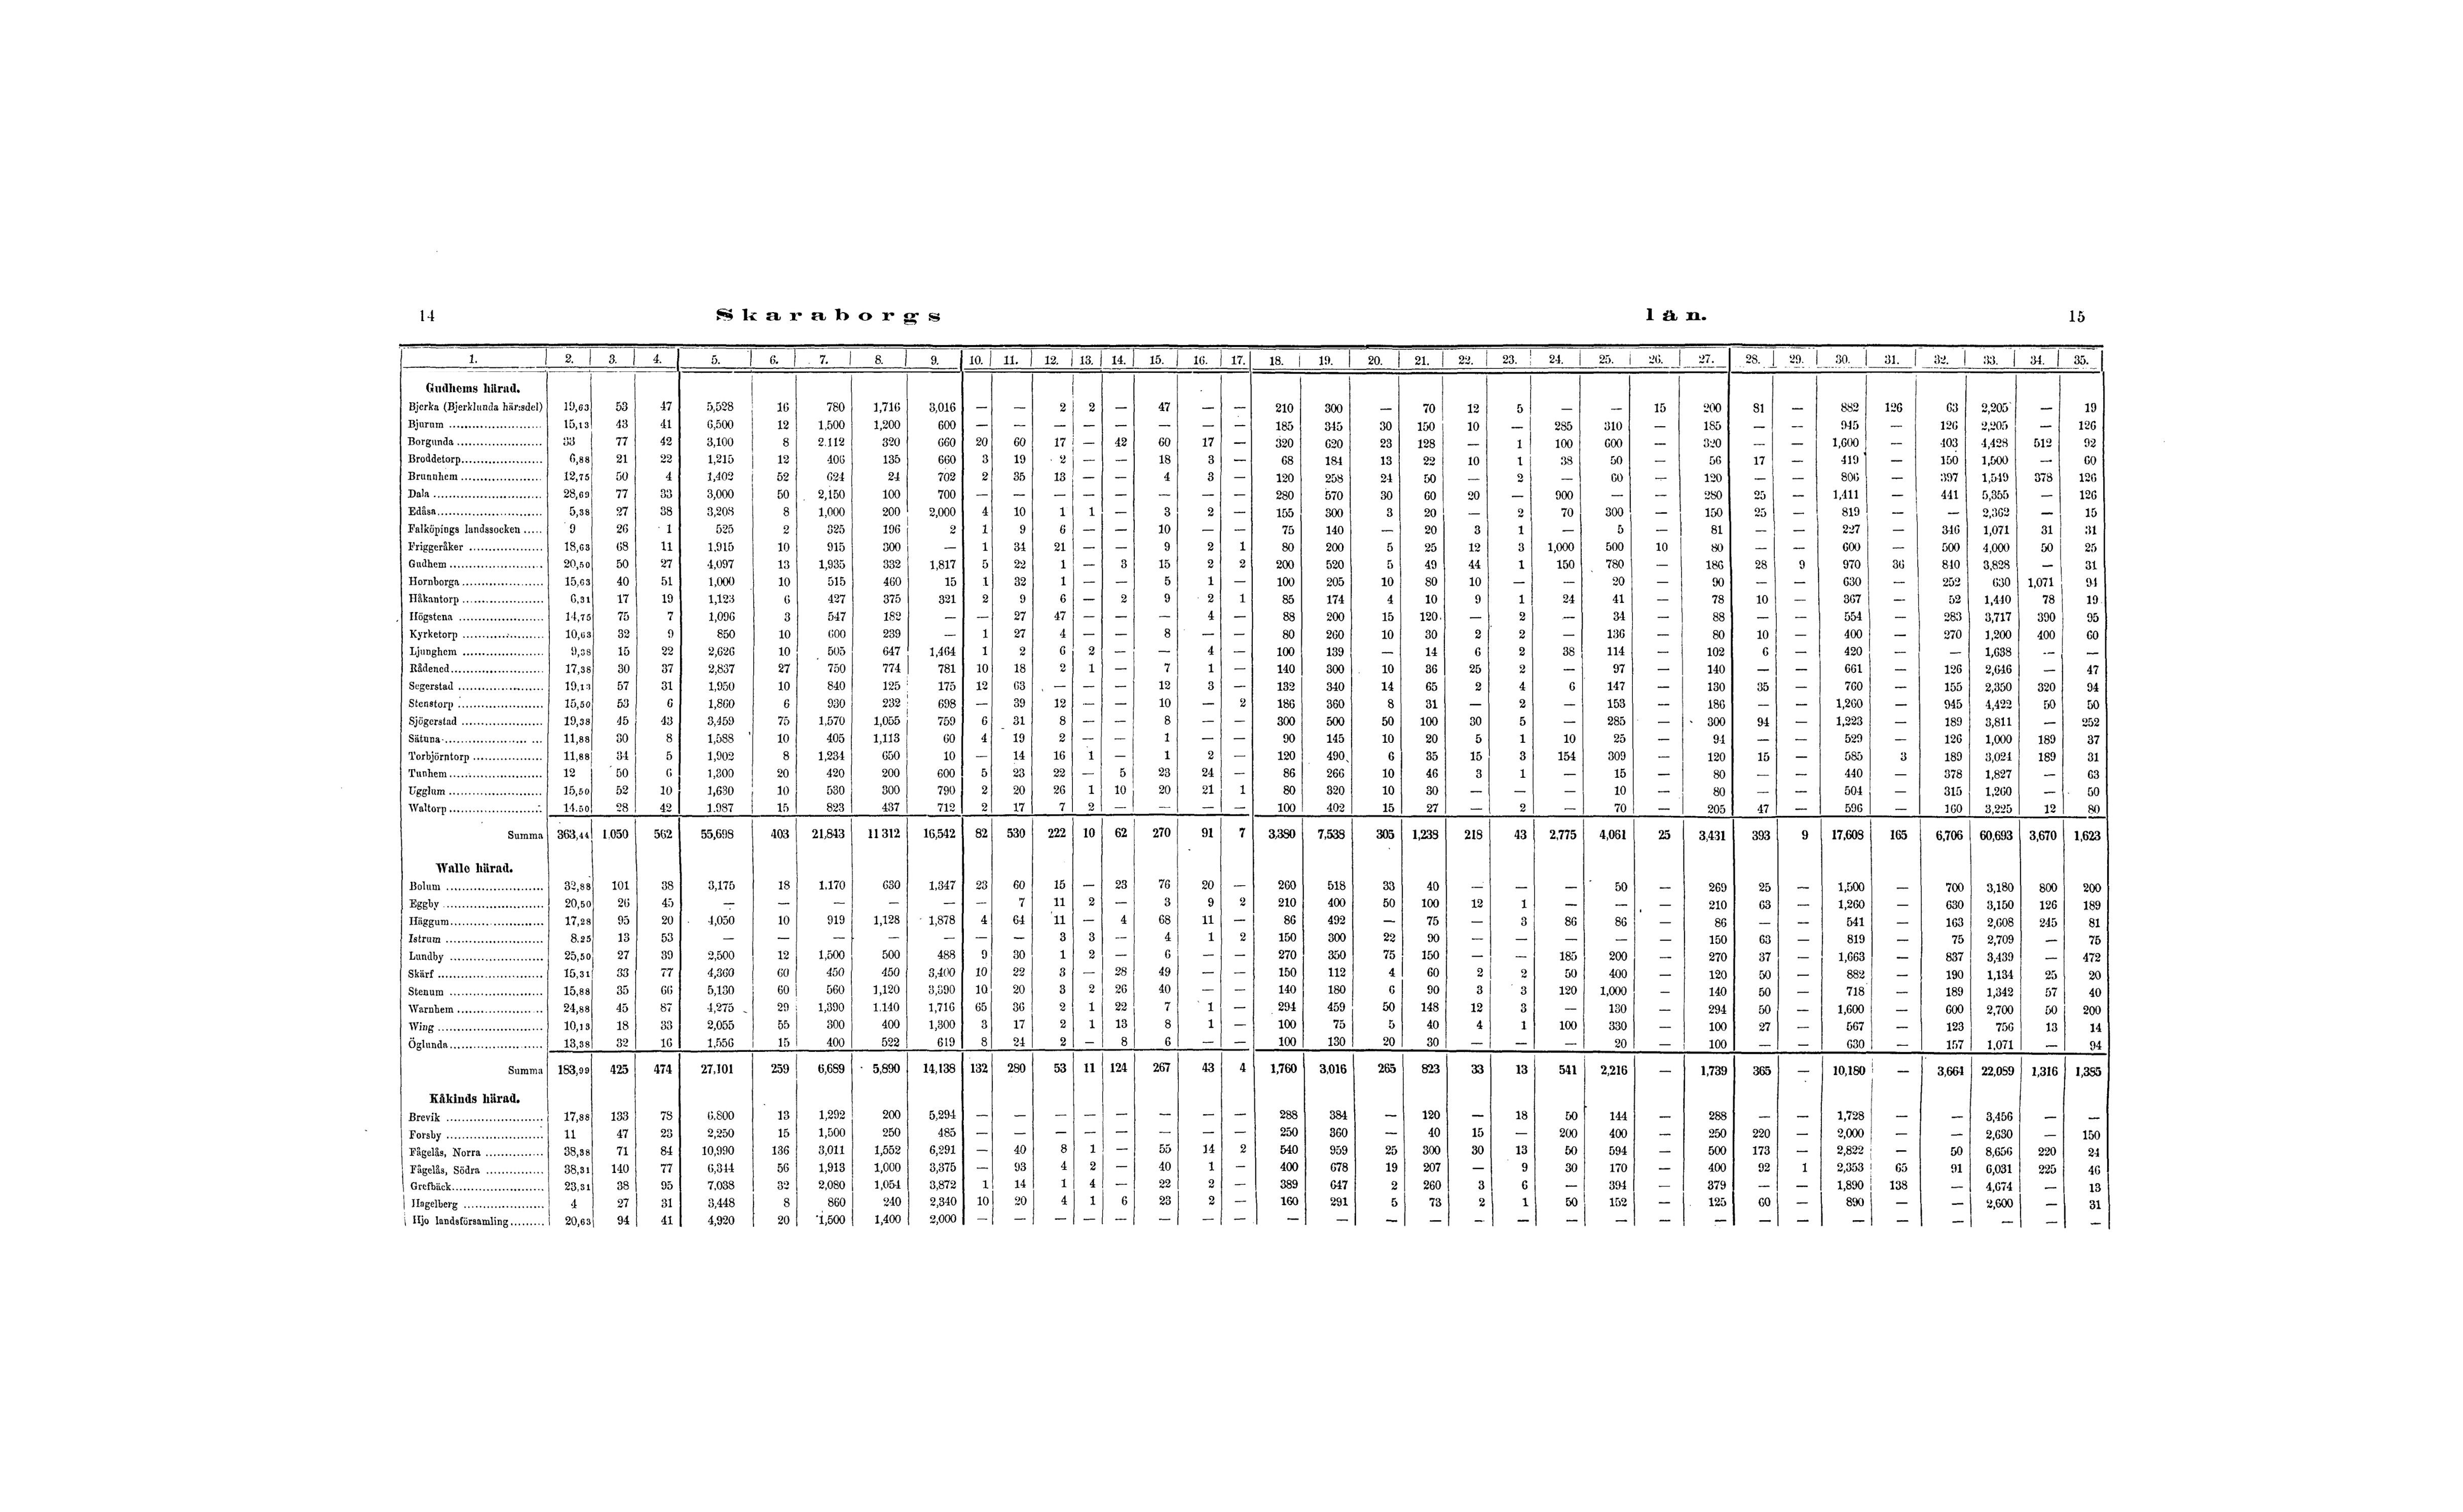 14 Skaraborgs län. 15
1. 2. 3. 4. 5. 6. 7. 8. 9. 10. 11. 12. 13. 14. 15. 16. 17. 18. 19. 20. 21. 22. 23. 24. 25. 26. 27. 28. 29. 30. 31. 32. 33. 34. 35.
Gudhems härad.
Bjerka (Bjerklunda här:sdel) 19,63 53 47 5,528 16 780 1,716 3,016 — — 2 2 — 47 — — 210 300 — 70 12 5 — — 15 200 81 — 882 126 63 2,205 — 19
Bjurum 15,13 43 41 6,500 12 1,500 1,200 600 — — — — — — — — 185 345 30 150 10 — 285 310 — 185 — — 945 — 126 2,205 — 126
Borgunda 33 77 42 3,100 8 2.112 320 660 20 60 17 — 42 60 17 — 320 620 23 128 — 1 100 600 — 320 — — 1,600 — 403 4,428 512 92
Broddetorp 6,88 21 22 1,215 12 406 135 660 3 19 2 — — 18 3 — 68 184 13 22 10 1 38 50 — 56 17 — 419 — 150 1,500 — 60
Brunnhem 12,75 50 4 1,402 52 624 24 702 2 35 13 — — 4 3 — 120 258 24 50 — 2 — 60 — 120 — — 806 — 397 1,549 378 126
Dala 28,69 77 33 3,000 50 2,150 100 700 — — — — — — — — 280 570 30 60 20 — 900 — — 280 25 — 1,411 — 441 5,355 — 126
Edåsa 5,38 27 38 3,208 8 1,000 200 2,000 4 10 1 1 — 3 2 — 155 300 3 20 — 2 70 300 — 150 25 — 819 — — 2,362 — 15
Falköpings landssocken 9 26 1 525 2 325 196 2 1 9 6 — — 10 — — 75 140 — 20 3 1 — 5 — 81 — — 227 — 346 1,071 31 31
Friggeråker 18,63 68 11 1,915 10 915 300 — 1 34 21 — — 9 2 1 80 200 5 25 12 3 1,000 500 10 80 — — 600 — 500 4,000 50 25
Gudhem 20,50 50 27 4,097 13 1,935 332 1,817 5 22 1 — 3 15 2 2 200 520 5 49 44 1 150 780 — 186 28 9 970 36 810 3,828 — 31
Hornborga 15,63 40 51 1,000 10 515 460 15 1 32 1 — — 5 1 — 100 205 10 80 10 — — 20 — 90 — — 630 — 252 630 1,071 94
Håkantorp 6,31 17 19 1,123 6 427 375 321 2 9 6 — 2 9 2 1 85 174 4 10 9 1 24 41 — 78 10 — 367 — 52 1,440 78 19
Högstena 14,75 75 7 1,096 3 547 182 — — 27 47 — — — 4 — 88 200 15 120 — 2 — 34 — 88 — — 554 — 283 3,717 390 95
Kyrketorp 10,63 32 9 850 10 600 239 — 1 27 4 — — 8 — — 80 260 10 30 2 2 — 136 — 80 10 — 400 — 270 1,200 400 60
Ljunghem 9,38 15 22 2,626 10 505 647 1,464 1 2 6 2 — — 4 — 100 139 — 14 6 2 38 114 — 102 6 — 420 — — 1,638 — —
Rådened 17,38 30 37 2,837 27 750 774 781 10 18 2 1 — 7 1 — 140 300 10 36 25 2 — 97 — 140 — — 661 — 126 2,646 — 47
Segerstad 19,13 57 31 1,950 10 840 125 175 12 63 — — — 12 3 — 132 340 14 65 2 4 6 147 — 130 35 — 760 — 155 2,350 320 94
Stenstorp 15,50 53 6 1,860 6 930 232 698 — 39 12 — — 10 — 2 186 360 8 31 — 2 — 153 — 186 — — 1,260 — 945 4,422 50 50
Sjögerstad 19,38 45 43 3,459 75 1,570 1,055 759 6 31 8 — — 8 — — 300 500 50 100 30 5 — 285 — 300 94 — 1,223 — 189 3,811 — 252
Sätuna 11,88 30 8 1,588 10 405 1,113 60 4 19 2 — — 1 — — 90 145 10 20 5 1 10 25 — 94 — — 529 — 126 1,000 189 37
Torbjörntorp 11,88 34 5 1,902 8 1,234 650 10 — 14 16 1 — 1 2 — 120 490 6 35 15 3 154 309 — 120 15 — 585 3 189 3,024 189 31
Tunhem 12 50 6 1,300 20 420 200 600 5 23 22 — 5 23 24 — 86 266 10 46 3 1 — 15 — 80 — — 440 — 378 1,827 — 63
Ugglum 15,50 52 10 1,630 10 530 300 790 2 20 26 1 10 20 21 1 80 320 10 30 — — — 10 — 80 — — 504 — 315 1,260 — 50
Waltorp 14.50 28 42 1.987 15 823 437 712 2 17 7 2 — — — — 100 402 15 27 — 2 — 70 — 205 47 — 596 — 160 3,225 12 80
Summa 363,44 1.050 562 55,698 403 21,843 11 312 16,542 82 530 222 10 62 270 91 7 3,380 7,538 305 1,238 218 43 2,775 4,061 25 3,431 393 9 17,608 165 6,706 60,693 3,670 1,623
Walle härad.
Bolum 32,88 101 38 3,175 18 1.170 630 1,347 23 60 15 — 23 76 20 — 260 518 33 40 — — — 50 — 269 25 — 1,500 — 700 3,180 800 200
Eggby 20,50 26 45 — — — — — — 7 11 2 — 3 9 2 210 400 50 100 12 1 — — — 210 63 — 1,260 — 630 3,150 126 189
Häggum 17,28 95 20 4,050 10 919 1,128 1,878 4 64 11 — 4 68 11 — 86 492 — 75 — 3 86 86 — 86 — — 541 — 163 2,608 245 81
Istrum 8.25 13 53 — — — — — — — 3 3 — 4 1 2 150 300 22 90 — — — — — 150 63 — 819 — 75 2,709 — 75
Lundby 25,50 27 39 2,500 12 1,500 500 488 9 30 1 2 — 6 — — 270 350 75 150 — — 185 200 — 270 37 — 1,663 — 837 3,439 — 472
Skärf 15,31 33 77 4,360 60 450 450 3,400 10 22 3 — 28 49 — — 150 112 4 60 2 2 50 400 — 120 50 — 882 — 190 1,134 25 20
Stenum 15,88 35 66 5,130 60 560 1,120 3,390 10 20 3 2 26 40 — — 140 180 6 90 3 3 120 1,000 — 140 50 — 718 — 189 1,342 57 40
Warnhem 24,88 45 87 4,275 29 1,390 1.140 1,716 65 36 2 1 22 7 1 — 294 459 50 148 12 3 — 130 — 294 50 — 1,600 — 600 2,700 50 200
Wing 10,13 18 33 2,055 55 300 400 1,300 3 17 2 1 13 8 1 — 100 75 5 40 4 1 100 330 — 100 27 — 567 — 123 756 13 14
Öglunda 13,38 32 16 1,556 15 400 522 619 8 24 2 — 8 6 — — 100 130 20 30 — — — 20 — 100 — — 630 — 157 1,071 — 94
Summa 183,99 425 474 27,101 259 6,689 5,890 14,138 132 280 53 11 124 267 43 4 1,760 3,016 265 823 33 13 541 2,216 — 1,739 365 — 10,180 — 3,664 22,089 1,316 1,385
Kåkinds härad.
Brevik 17,88 133 78 6.800 13 1,292 200 5,294 — — — — — — — — 288 384 — 120 — 18 50 144 — 288 — — 1,728 — — 3,456 — —
Forsby 11 47 23 2,250 15 1,500 250 485 — — — — — — — — 250 360 — 40 15 — 200 400 — 250 220 — 2,000 — — 2,630 — 150
Fågelås, Norra 38,38 71 84 10,990 136 3,011 1,552 6,291 — 40 8 1 — 55 14 2 540 959 25 300 30 13 50 594 — 500 173 — 2,822 — 50 8,656 220 24
Fågelås, Södra 38,31 140 77 6,344 56 1,913 1,000 3,375 — 93 4 2 — 40 1 — 400 678 19 207 — 9 30 170 — 400 92 1 2,353 65 91 6,031 225 46
Grefbäck 23,31 38 95 7,038 32 2,080 1,054 3,872 1 14 1 4 — 22 2 — 389 647 2 260 3 6 — 394 — 379 — — 1,890 138 — 4,674 — 13
Hagelberg 4 27 31 3,448 8 860 240 2,340 10 20 4 1 6 23 2 — 160 291 5 73 2 1 50 152 — 125 60 — 890 — — 2,600 — 31
Hjo landsförsamling 20,63 94 41 4,920 20 1,500 1,400 2,000 — — — — — — — — — — — — — — — — — — — — — — — — — —